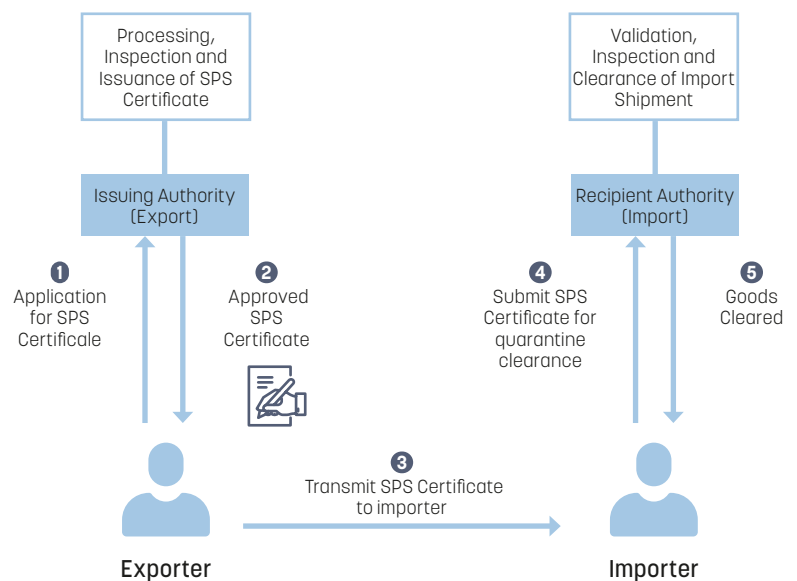 Processing,
Inspection and
Issuance of SPS
Certificate
Validation,
Inspection and
Clearance of Import
Shipment
Issuing Authority
(Export)
Recipient Authority
(Import)
1
Application
for SPS
Certificale
2
Approved
SPS
Certificate
4
Submit SPS
Certificate for
quarantine
clearance
5
Goods
Cleared
3
Transmit SPS Certificate
to importer
Exporter
Importer